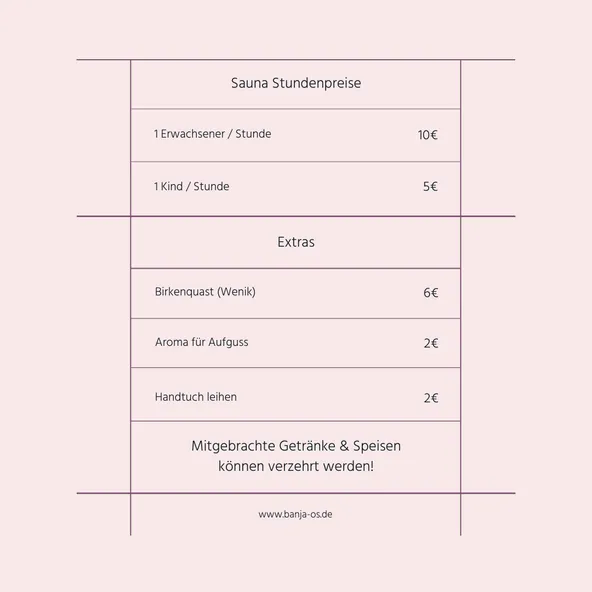 Sauna Stundenpreise
1 Erwachsener / Stunde 10€
1 Kind / Stunde 5€
Extras
Birkenquast (Wenik) 6€
Aroma für Aufguss 2€
Handtuch leihen 2€
Mitgebrachte Getränke & Speisen
können verzehrt werden!
www.banja-os.de